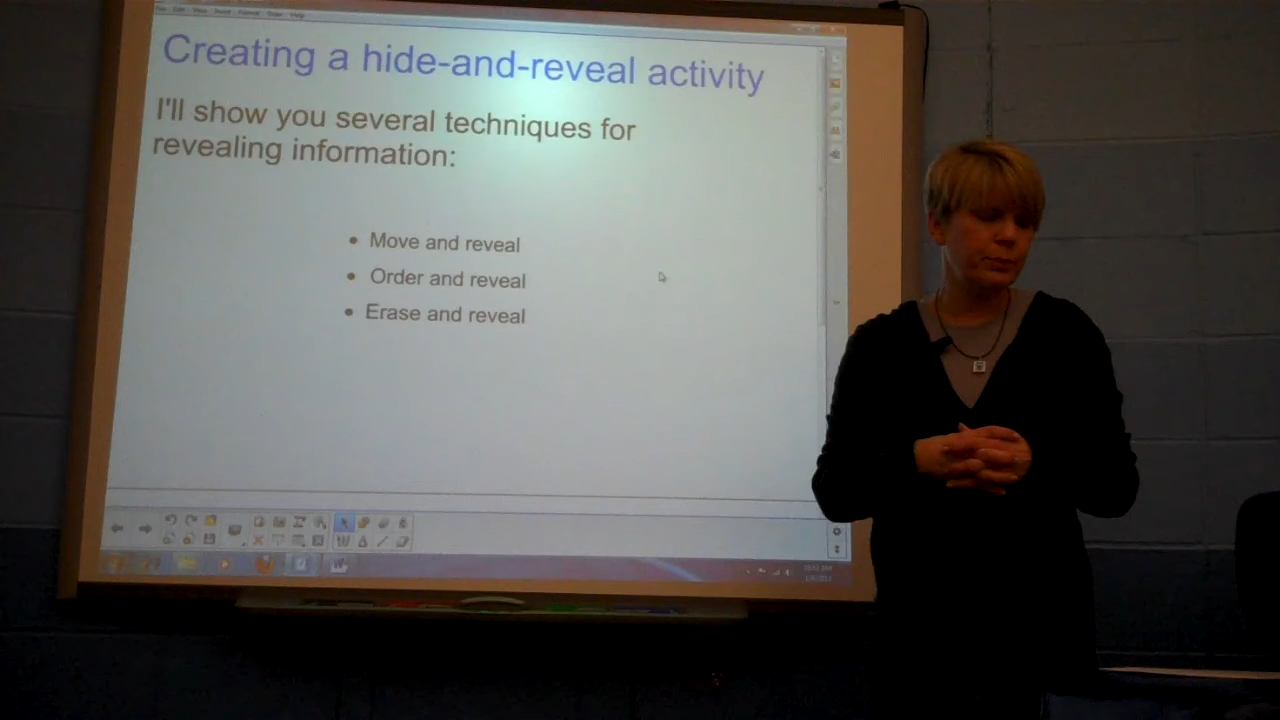 Creating a hide-and-reveal activity
I'll show you several techniques for
revealing information:
• Move and reveal
• Order and reveal
• Erase and reveal